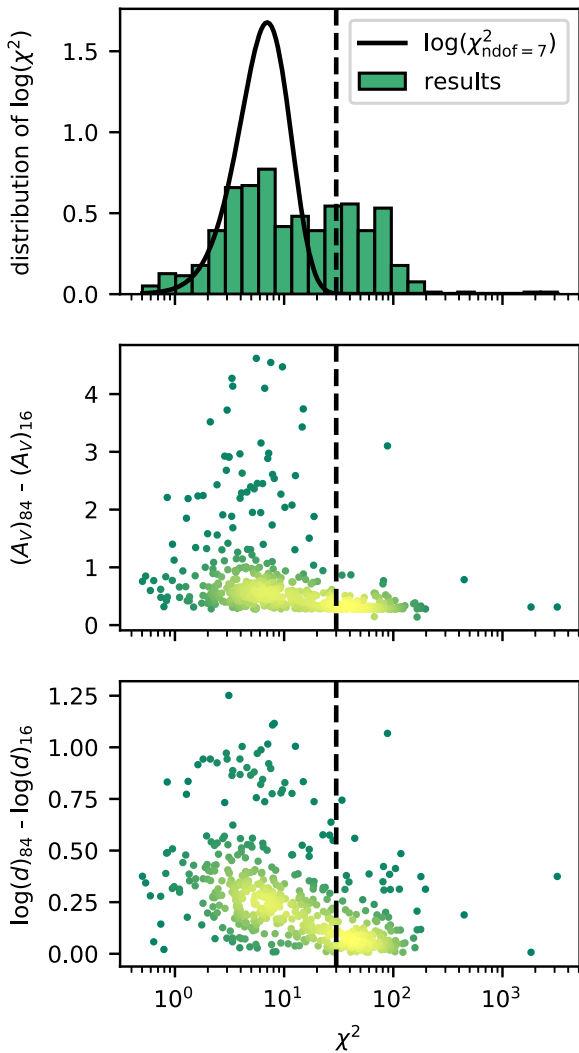 distribution of log(χ²)
1.5
1.0
0.5
0.0
log(χ²ndof = 7)
results
(AV)84 - (AV)16
4
3
2
1
0
log(d)84 - log(d)16
1.25
1.00
0.75
0.50
0.25
0.00
10⁰ 10¹ 10² 10³
χ²